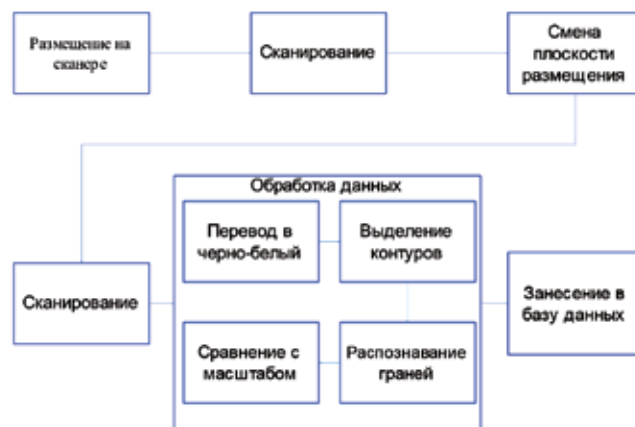 Размещение на
сканере
Сканирование
Смена
плоскости
размещения
Сканирование
Обработка данных
Перевод в
черно-белый
Выделение
контуров
Сравнение с
масштабом
Распознавание
граней
Занесение в
базу данных